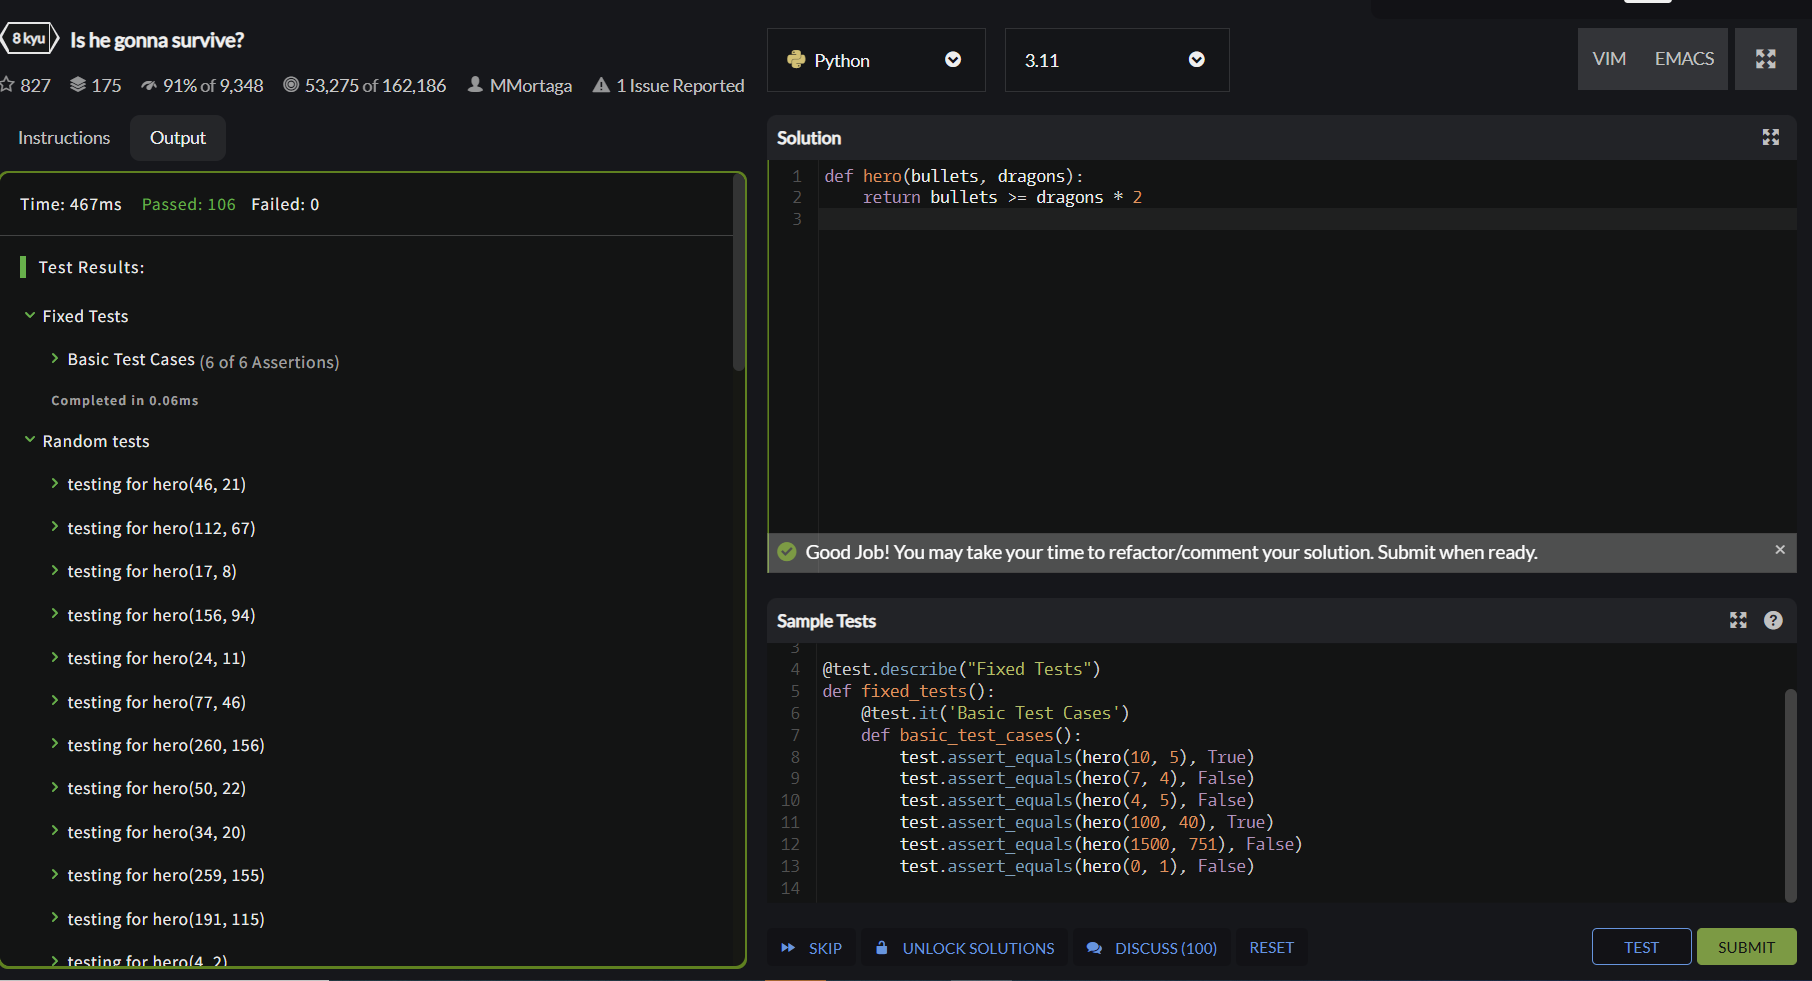 8 kyu Is he gonna survive?
827 175 91% of 9,348 53,275 of 162,186 MMortaga 1 Issue Reported
Instructions Output
Time: 467ms Passed: 106 Failed: 0
Test Results:
Fixed Tests
Basic Test Cases (6 of 6 Assertions)
Completed in 0.06ms
Random tests
testing for hero(46, 21)
testing for hero(112, 67)
testing for hero(17, 8)
testing for hero(156, 94)
testing for hero(24, 11)
testing for hero(77, 46)
testing for hero(260, 156)
testing for hero(50, 22)
testing for hero(34, 20)
testing for hero(259, 155)
testing for hero(191, 115)
testing for hero(4, 2)
Python 3.11 VIM EMACS
Solution
1 def hero(bullets, dragons):
2     return bullets >= dragons * 2
3
Good Job! You may take your time to refactor/comment your solution. Submit when ready. ×
Sample Tests ?
3
4 @test.describe("Fixed Tests")
5 def fixed_tests():
6     @test.it('Basic Test Cases')
7     def basic_test_cases():
8         test.assert_equals(hero(10, 5), True)
9         test.assert_equals(hero(7, 4), False)
10         test.assert_equals(hero(4, 5), False)
11         test.assert_equals(hero(100, 40), True)
12         test.assert_equals(hero(1500, 751), False)
13         test.assert_equals(hero(0, 1), False)
14
SKIP UNLOCK SOLUTIONS DISCUSS (100) RESET TEST SUBMIT